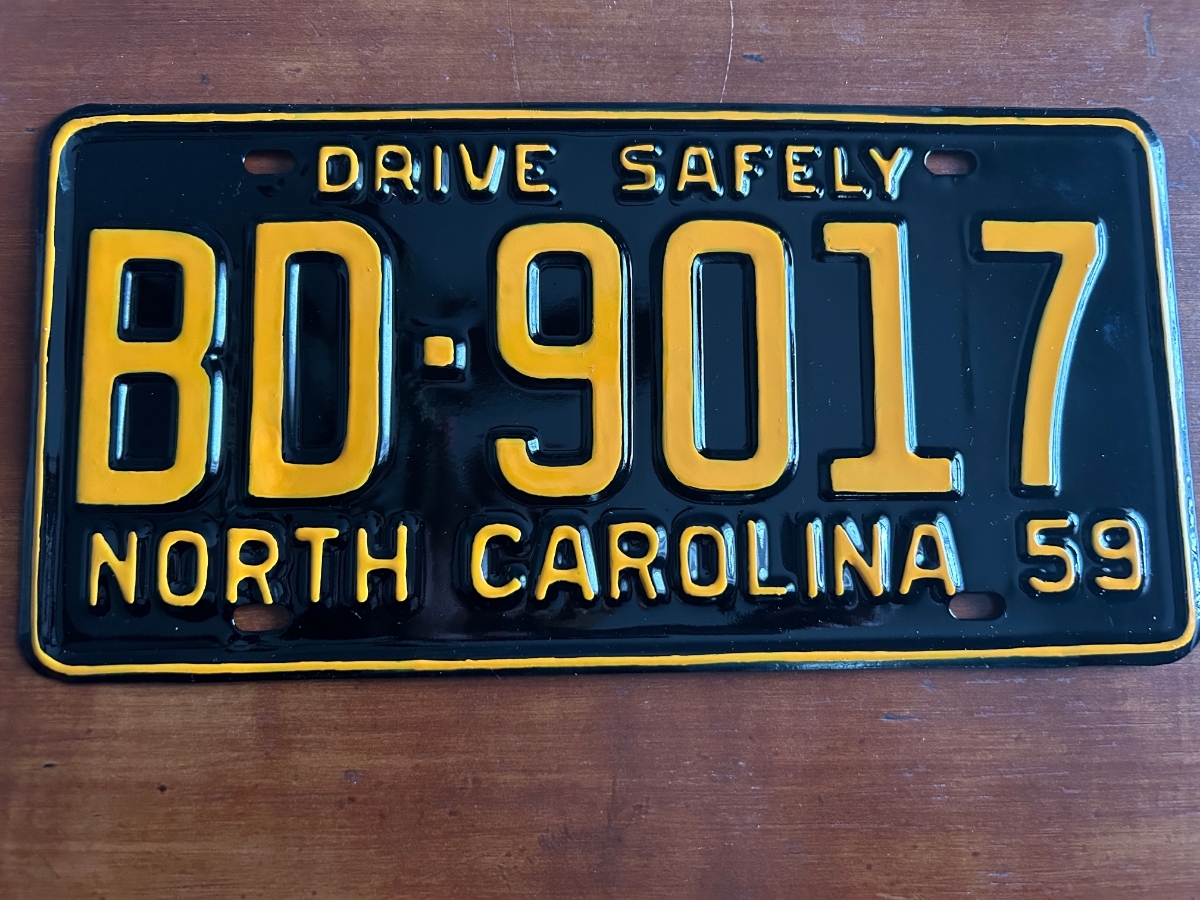 DRIVE SAFELY
BD·9017
NORTH CAROLINA 59